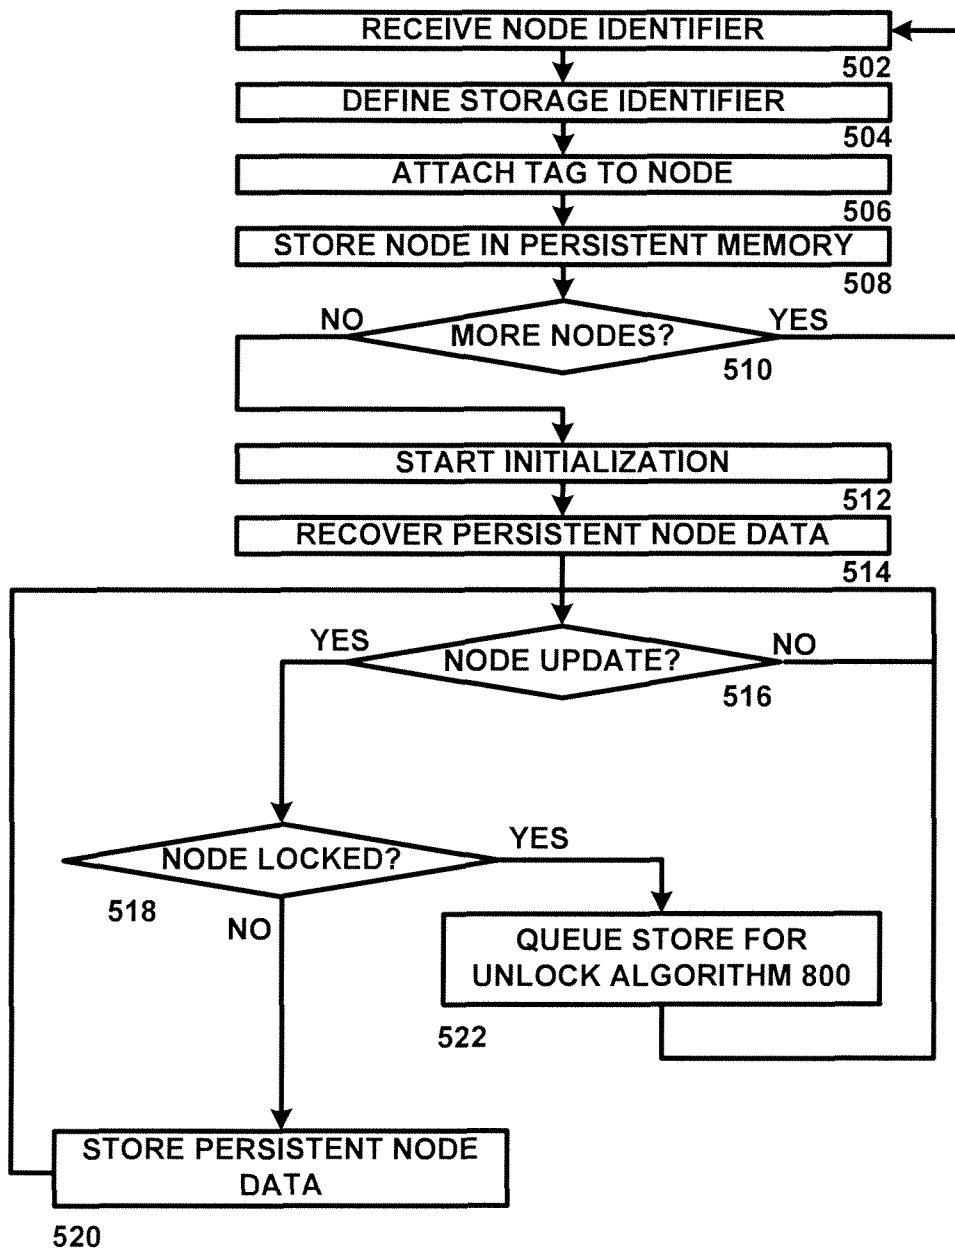 RECEIVE NODE IDENTIFIER
502
DEFINE STORAGE IDENTIFIER
504
ATTACH TAG TO NODE
506
STORE NODE IN PERSISTENT MEMORY
508
NO
YES
MORE NODES?
510
START INITIALIZATION
512
RECOVER PERSISTENT NODE DATA
514
YES
NO
NODE UPDATE?
516
NODE LOCKED?
YES
518
NO
QUEUE STORE FOR
UNLOCK ALGORITHM 800
522
STORE PERSISTENT NODE
DATA
520